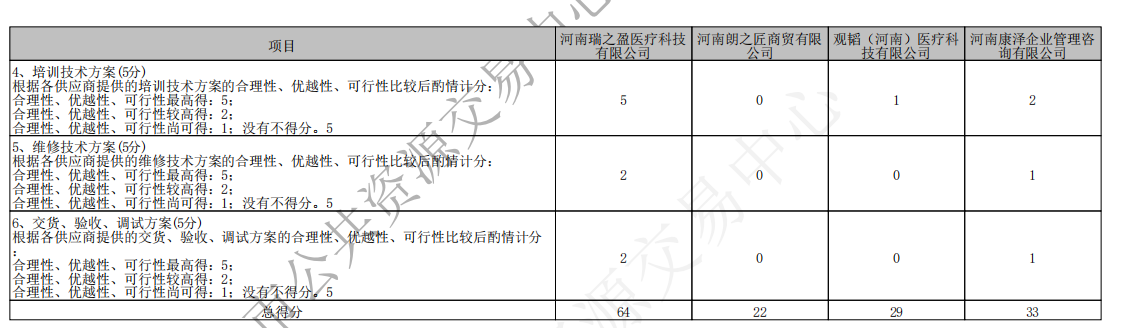 项目
河南瑞之盈医疗科技
有限公司
河南朗之匠商贸有限
公司
观韬（河南）医疗科
技有限公司
河南康泽企业管理咨
询有限公司
4、培训技术方案(5分)
根据各供应商提供的培训技术方案的合理性、优越性、可行性比较后酌情计分：
合理性、优越性、可行性最高得：5；
合理性、优越性、可行性较高得：2；
合理性、优越性、可行性尚可得：1；没有不得分。5
5
0
1
2
5、维修技术方案(5分)
根据各供应商提供的维修技术方案的合理性、优越性、可行性比较后酌情计分：
合理性、优越性、可行性最高得：5；
合理性、优越性、可行性较高得：2；
合理性、优越性、可行性尚可得：1；没有不得分。5
2
0
0
1
6、交货、验收、调试方案(5分)
根据各供应商提供的交货、验收、调试方案的合理性、优越性、可行性比较后酌情计分
：
合理性、优越性、可行性最高得：5；
合理性、优越性、可行性较高得：2；
合理性、优越性、可行性尚可得：1；没有不得分。5
2
0
0
1
总得分
64
22
29
33
市公共资源交易中心
源交易中心